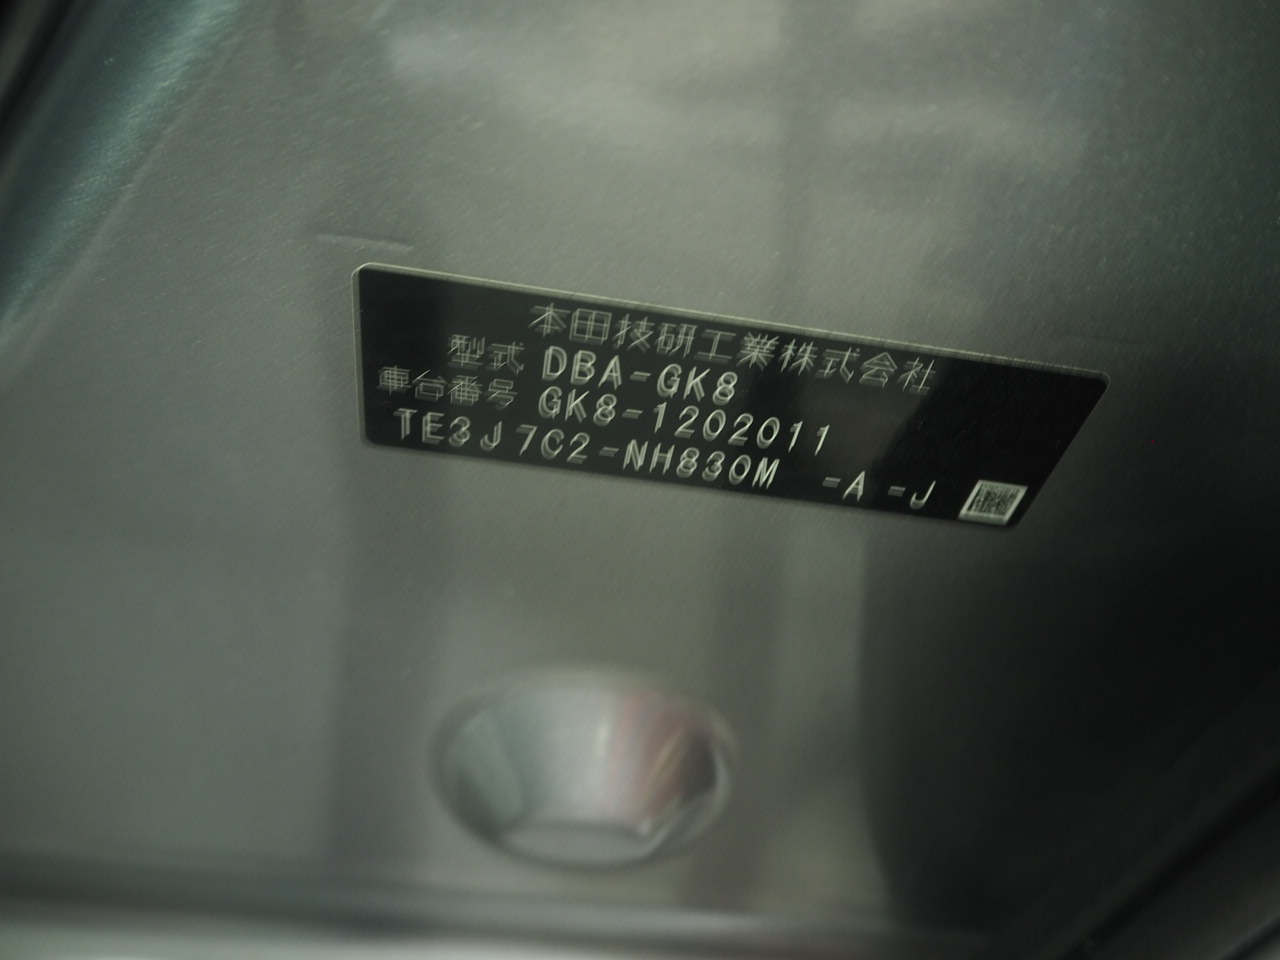 本田技研工業株式会社
型式 DBA-GK8
車台番号 GK8-1202011
TE3J7C2-NH830M -A -J